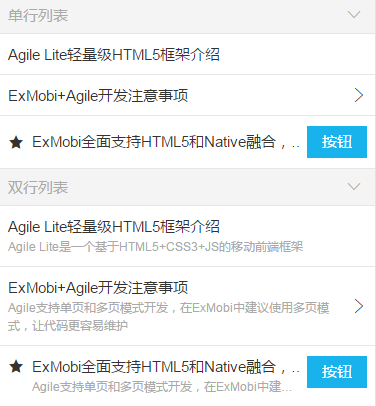 单行列表
Agile Lite轻量级HTML5框架介绍
ExMobi+Agile开发注意事项
ExMobi全面支持HTML5和Native融合，..
按钮
双行列表
Agile Lite轻量级HTML5框架介绍
Agile Lite是一个基于HTML5+CSS3+JS的移动前端框架
ExMobi+Agile开发注意事项
Agile支持单页和多页模式开发，在ExMobi中建议使用多页模
式，让代码更容易维护
ExMobi全面支持HTML5和Native融合，..
按钮
Agile支持单页和多页模式开发，在ExMobi中建...